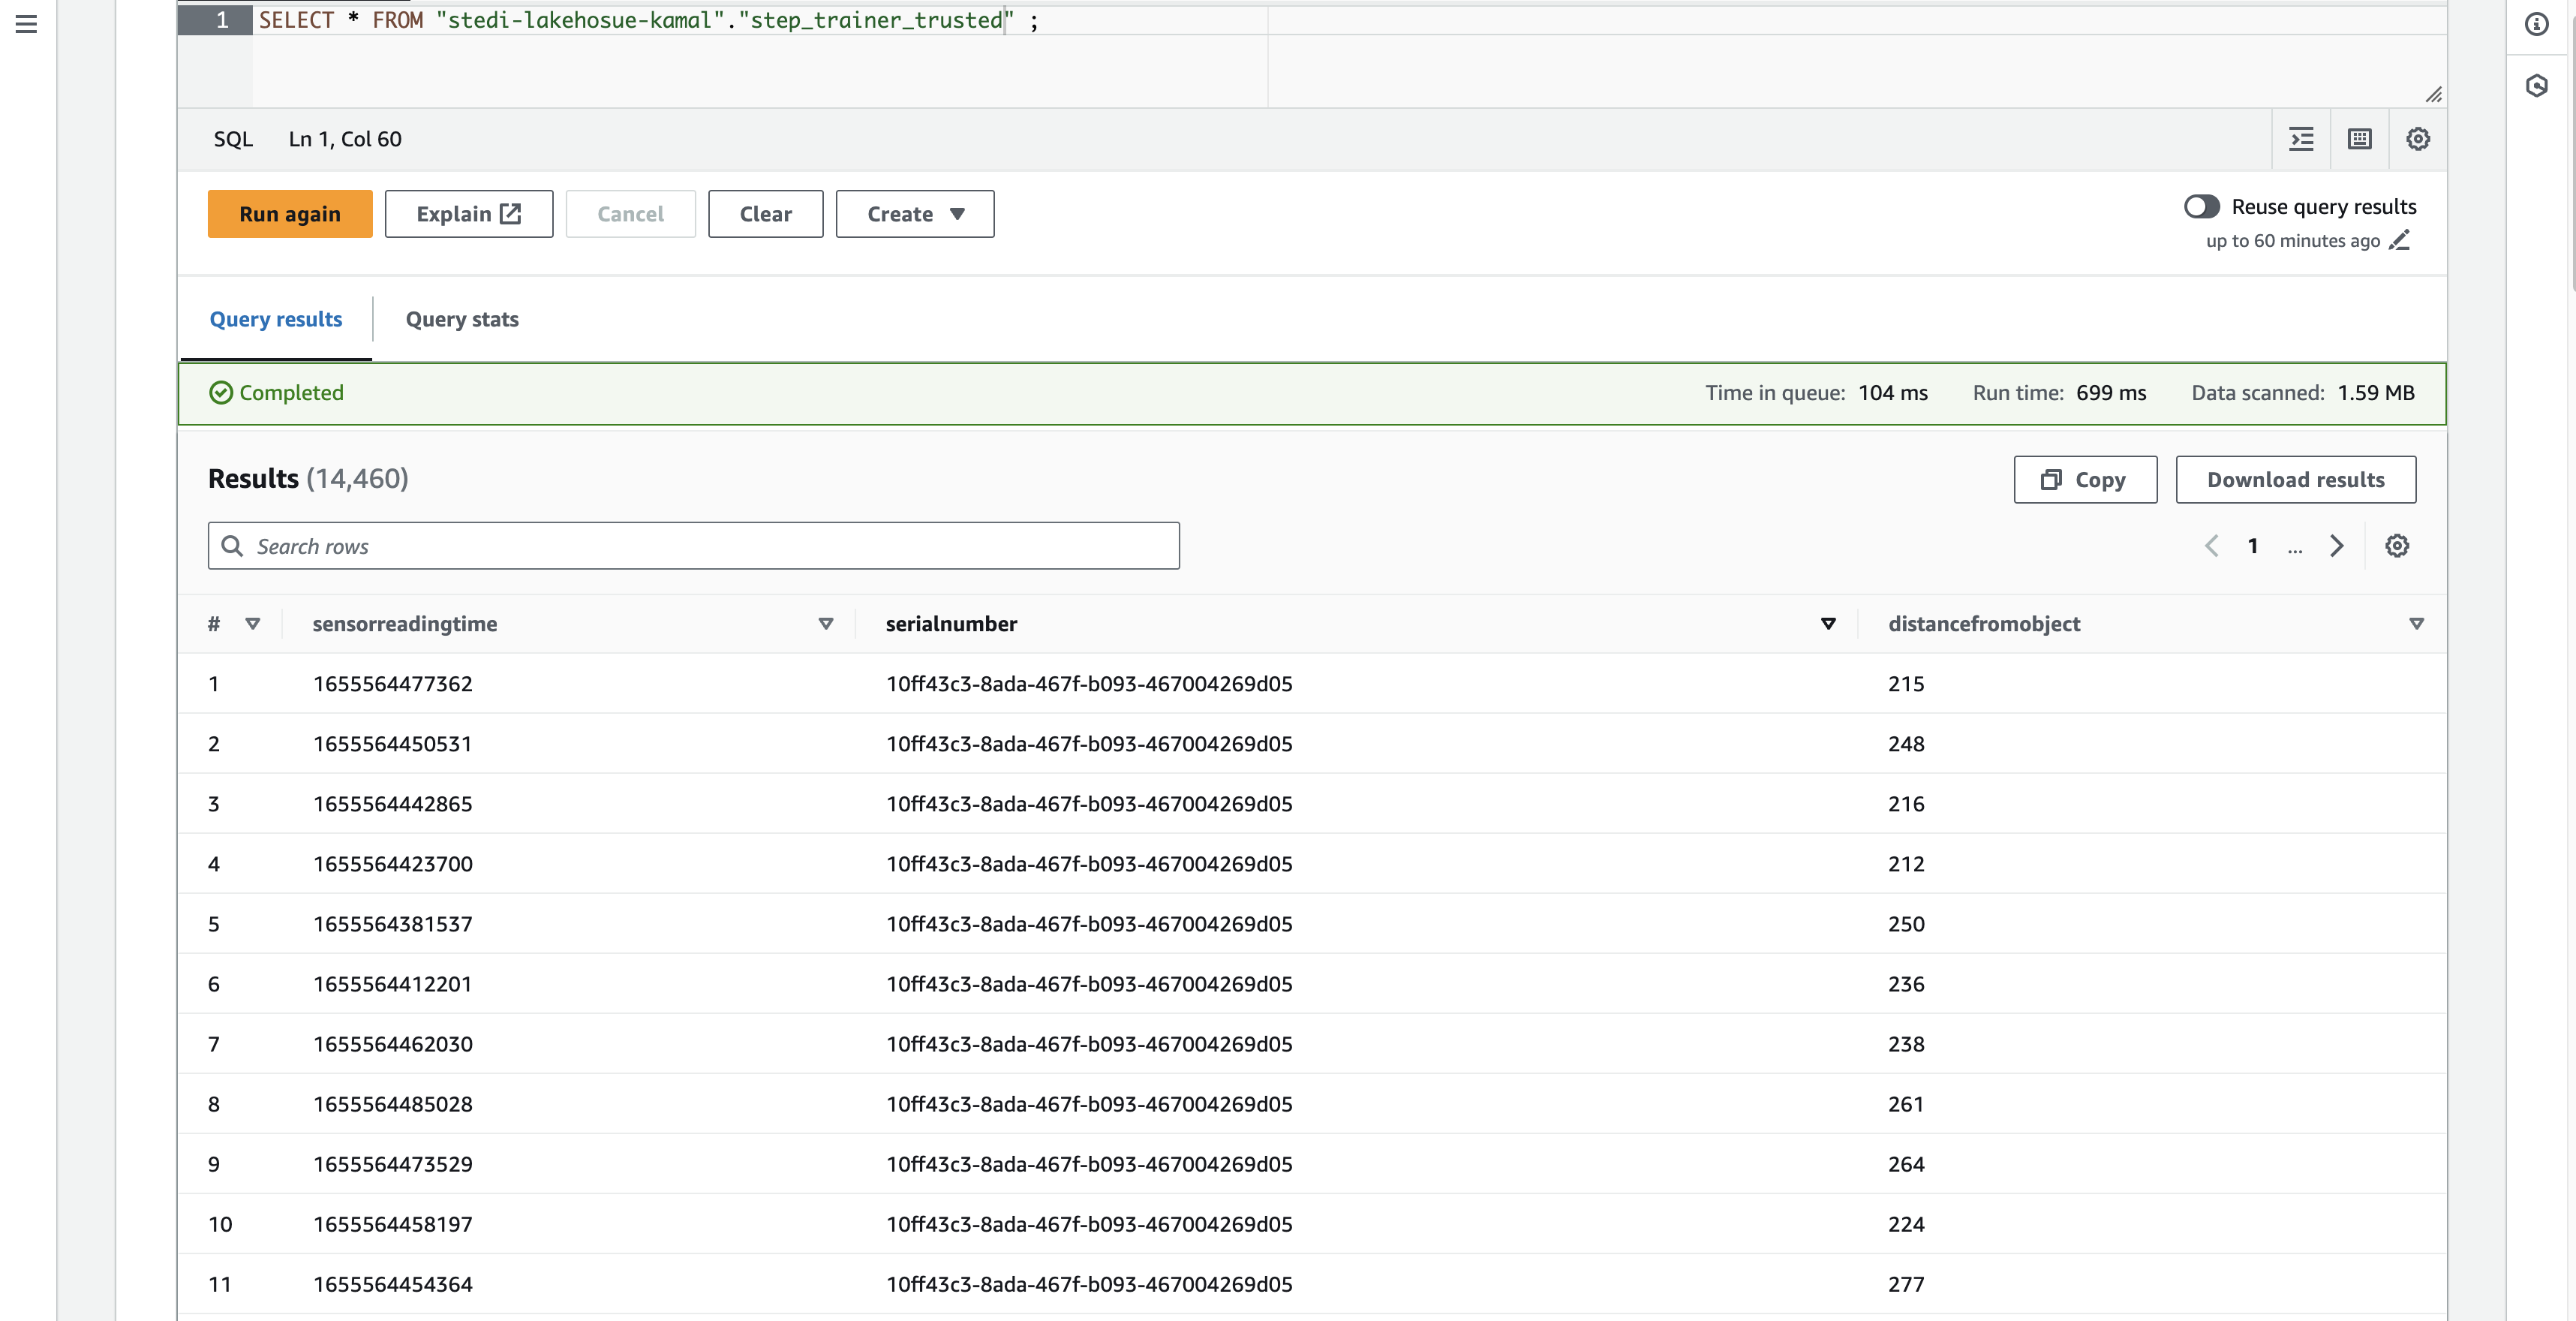 1 SELECT * FROM "stedi-lakehosue-kamal"."step_trainer_trusted" ;
SQL Ln 1, Col 60
Run again Explain Cancel Clear Create Reuse query results
up to 60 minutes ago
Query results Query stats
Completed Time in queue: 104 ms Run time: 699 ms Data scanned: 1.59 MB
Results (14,460) Copy Download results
Search rows 1 ...
# sensorreadingtime serialnumber distancefromobject
1 1655564477362 10ff43c3-8ada-467f-b093-467004269d05 215
2 1655564450531 10ff43c3-8ada-467f-b093-467004269d05 248
3 1655564442865 10ff43c3-8ada-467f-b093-467004269d05 216
4 1655564423700 10ff43c3-8ada-467f-b093-467004269d05 212
5 1655564381537 10ff43c3-8ada-467f-b093-467004269d05 250
6 1655564412201 10ff43c3-8ada-467f-b093-467004269d05 236
7 1655564462030 10ff43c3-8ada-467f-b093-467004269d05 238
8 1655564485028 10ff43c3-8ada-467f-b093-467004269d05 261
9 1655564473529 10ff43c3-8ada-467f-b093-467004269d05 264
10 1655564458197 10ff43c3-8ada-467f-b093-467004269d05 224
11 1655564454364 10ff43c3-8ada-467f-b093-467004269d05 277